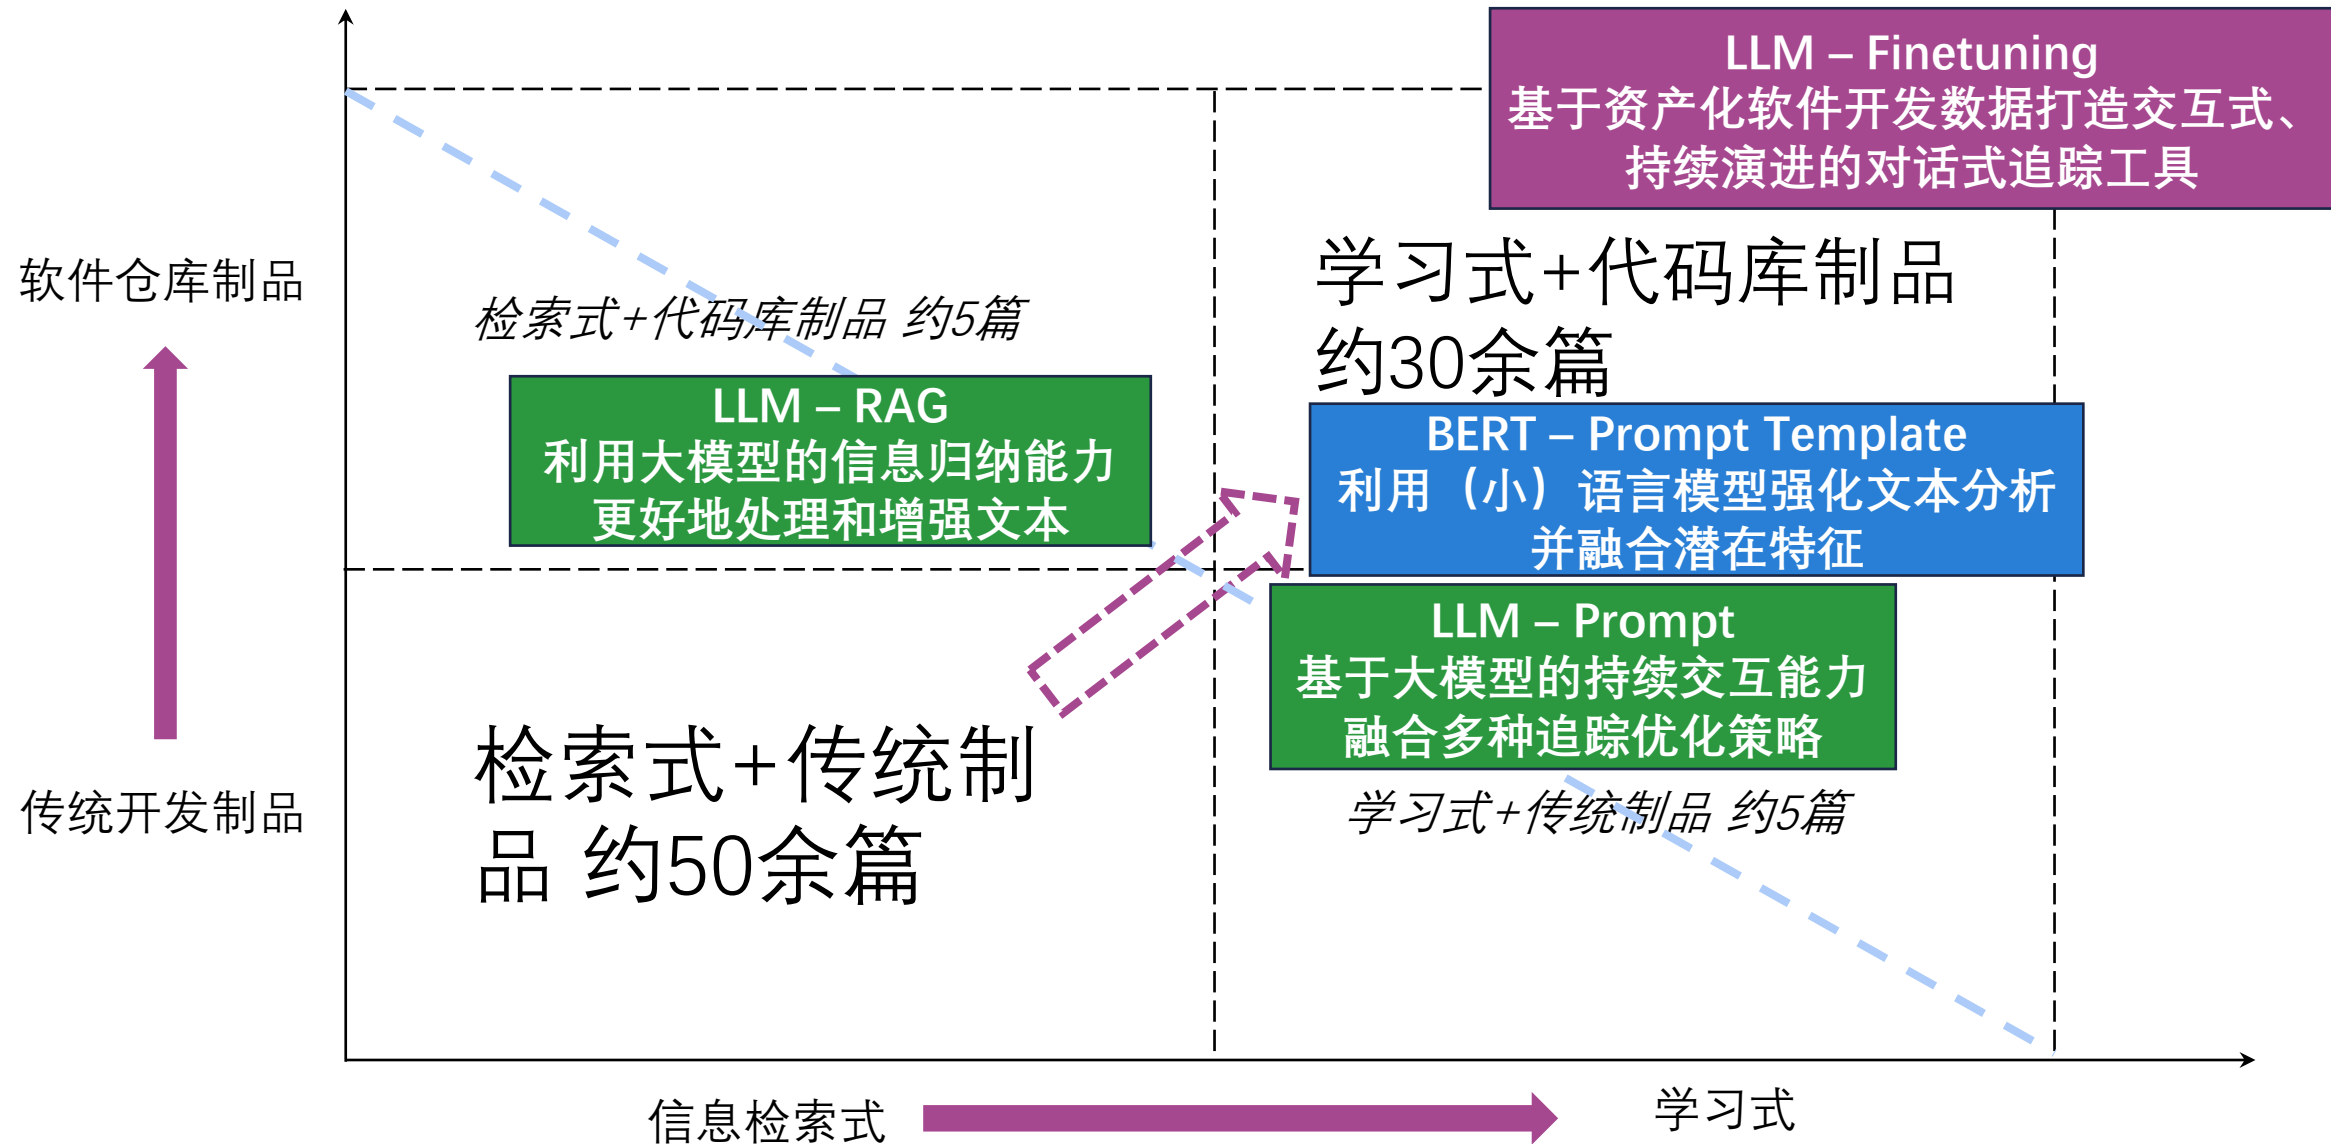 LLM – Finetuning
基于资产化软件开发数据打造交互式、
持续演进的对话式追踪工具
软件仓库制品
学习式+代码库制品
约30余篇
检索式+代码库制品 约5篇
LLM – RAG
利用大模型的信息归纳能力
更好地处理和增强文本
BERT – Prompt Template
利用（小）语言模型强化文本分析
并融合潜在特征
LLM – Prompt
基于大模型的持续交互能力
融合多种追踪优化策略
检索式+传统制
品 约50余篇
传统开发制品
学习式+传统制品 约5篇
信息检索式
学习式